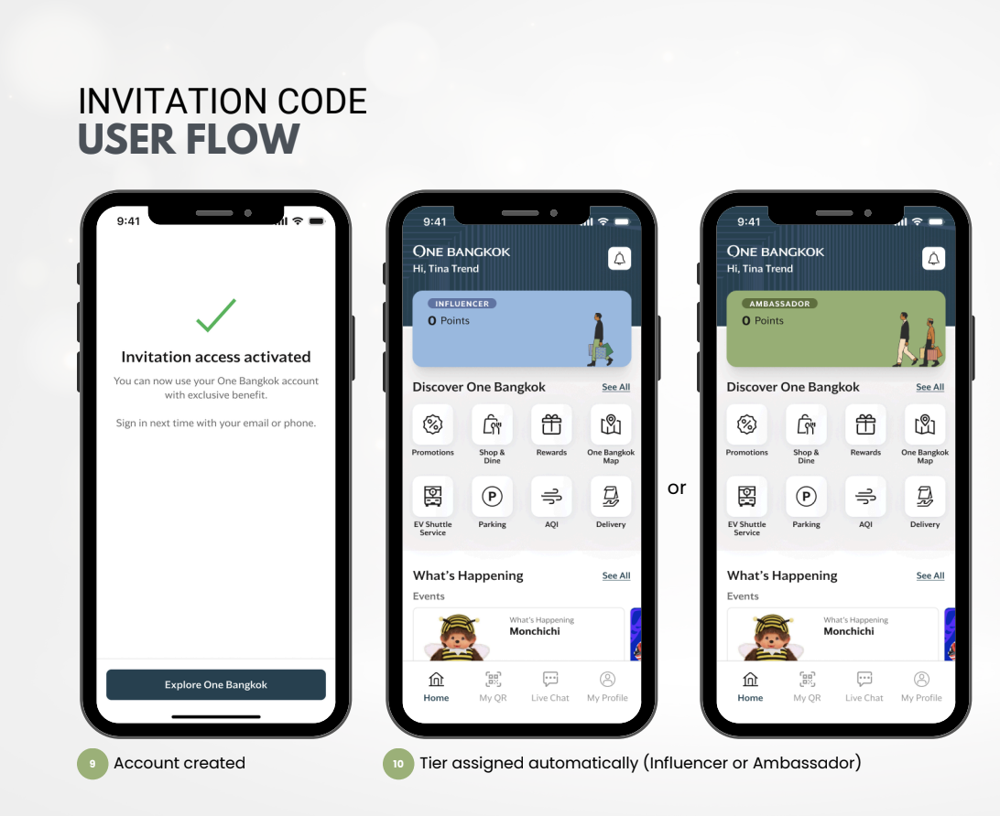 INVITATION CODE
USER FLOW
9:41
Invitation access activated
You can now use your One Bangkok account
with exclusive benefit.
Sign in next time with your email or phone.
Explore One Bangkok
9 Account created
9:41
ONE BANGKOK
Hi, Tina Trend
INFLUENCER
0 Points
Discover One Bangkok See All
Promotions
Shop &
Dine
Rewards
One Bangkok
Map
EV Shuttle
Service
P
Parking
AQI
Delivery
What's Happening See All
Events
What's Happening
Monchichi
Home My QR Live Chat My Profile
or
9:41
ONE BANGKOK
Hi, Tina Trend
AMBASSADOR
0 Points
Discover One Bangkok See All
Promotions
Shop &
Dine
Rewards
One Bangkok
Map
EV Shuttle
Service
P
Parking
AQI
Delivery
What's Happening See All
Events
What's Happening
Monchichi
Home My QR Live Chat My Profile
10 Tier assigned automatically (Influencer or Ambassador)